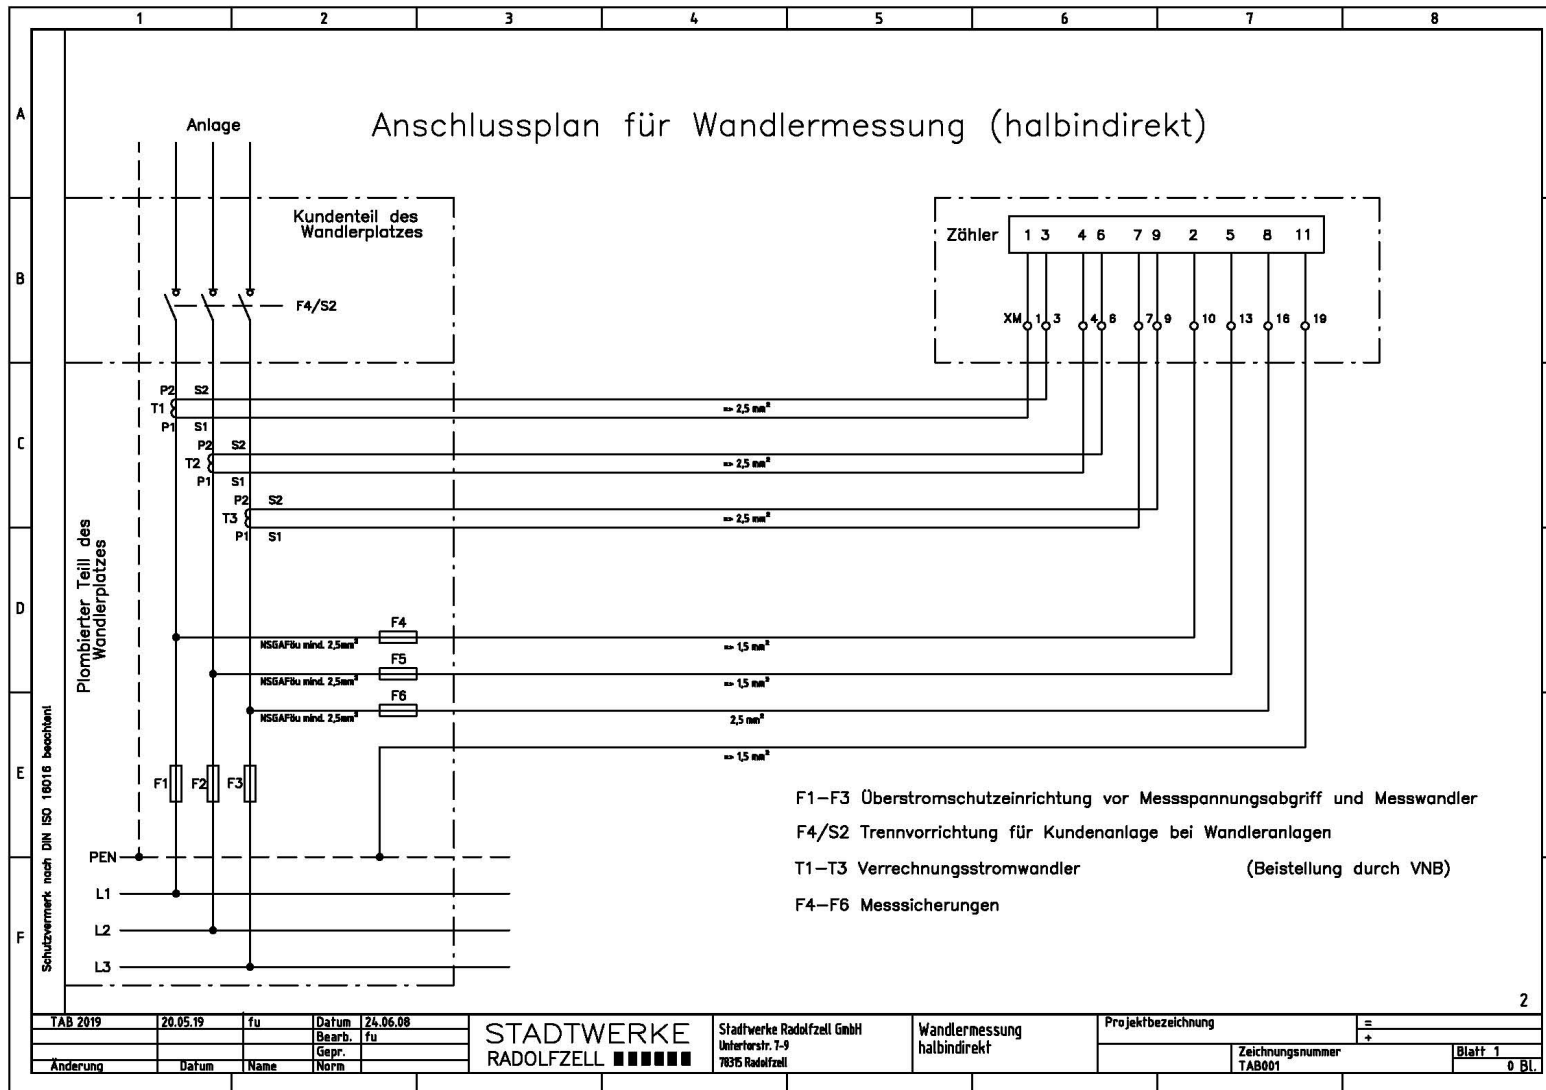 1 2 3 4 5 6 7 8
A
B
C
D
E
F
Anschlussplan für Wandlermessung (halbindirekt)
Anlage
Kundenteil des
Wandlerplatzes
F4/S2
Zähler 1 3 4 6 7 9 2 5 8 11
XM 1 3 4 6 7 9 10 13 16 19
P2 S2
T1
P1 S1
=> 2,5 mm²
P2 S2
T2
P1 S1
=> 2,5 mm²
P2 S2
T3
P1 S1
=> 2,5 mm²
Plombierter Teill des
Wandlerplatzes
F4
NSGAFöu mind. 2,5mm²
=> 1,5 mm²
F5
NSGAFöu mind. 2,5mm²
=> 1,5 mm²
F6
NSGAFöu mind. 2,5mm²
2,5 mm²
=> 1,5 mm²
F1 F2 F3
PEN
L1
L2
L3
F1-F3 Überstromschutzeinrichtung vor Messspannungsabgriff und Messwandler
F4/S2 Trennvorrichtung für Kundenanlage bei Wandleranlagen
T1-T3 Verrechnungsstromwandler (Beistellung durch VNB)
F4-F6 Messsicherungen
Schutzvermerk nach DIN ISO 16016 beachten!
2
TAB 2019 20.05.19 fu Datum 24.06.08
Bearb. fu
Gepr.
Änderung Datum Name Norm
STADTWERKE
RADOLFZELL
Stadtwerke Radolfzell GmbH
Untertorstr. 7-9
78315 Radolfzell
Wandlermessung
halbindirekt
Projektbezeichnung
=
+
Zeichnungsnummer
TAB001
Blatt 1
0 Bl.